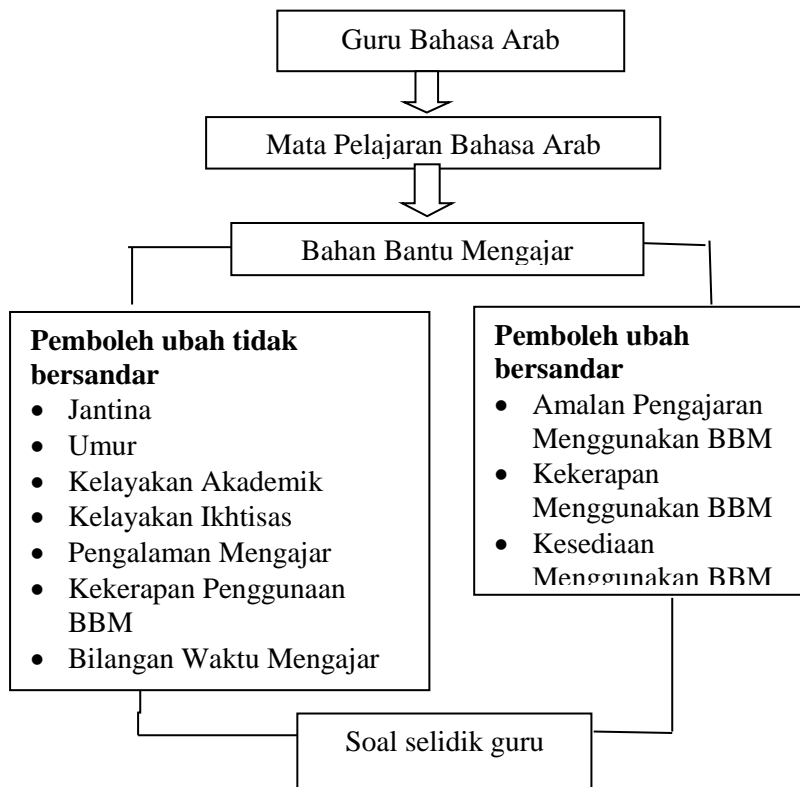 Guru Bahasa Arab
Mata Pelajaran Bahasa Arab
Bahan Bantu Mengajar
Pemboleh ubah tidak
bersandar
• Jantina
• Umur
• Kelayakan Akademik
• Kelayakan Ikhtisas
• Pengalaman Mengajar
• Kekerapan Penggunaan
BBM
• Bilangan Waktu Mengajar
Pemboleh ubah
bersandar
• Amalan Pengajaran
Menggunakan BBM
• Kekerapan
Menggunakan BBM
• Kesediaan
Menggunakan BBM
Soal selidik guru